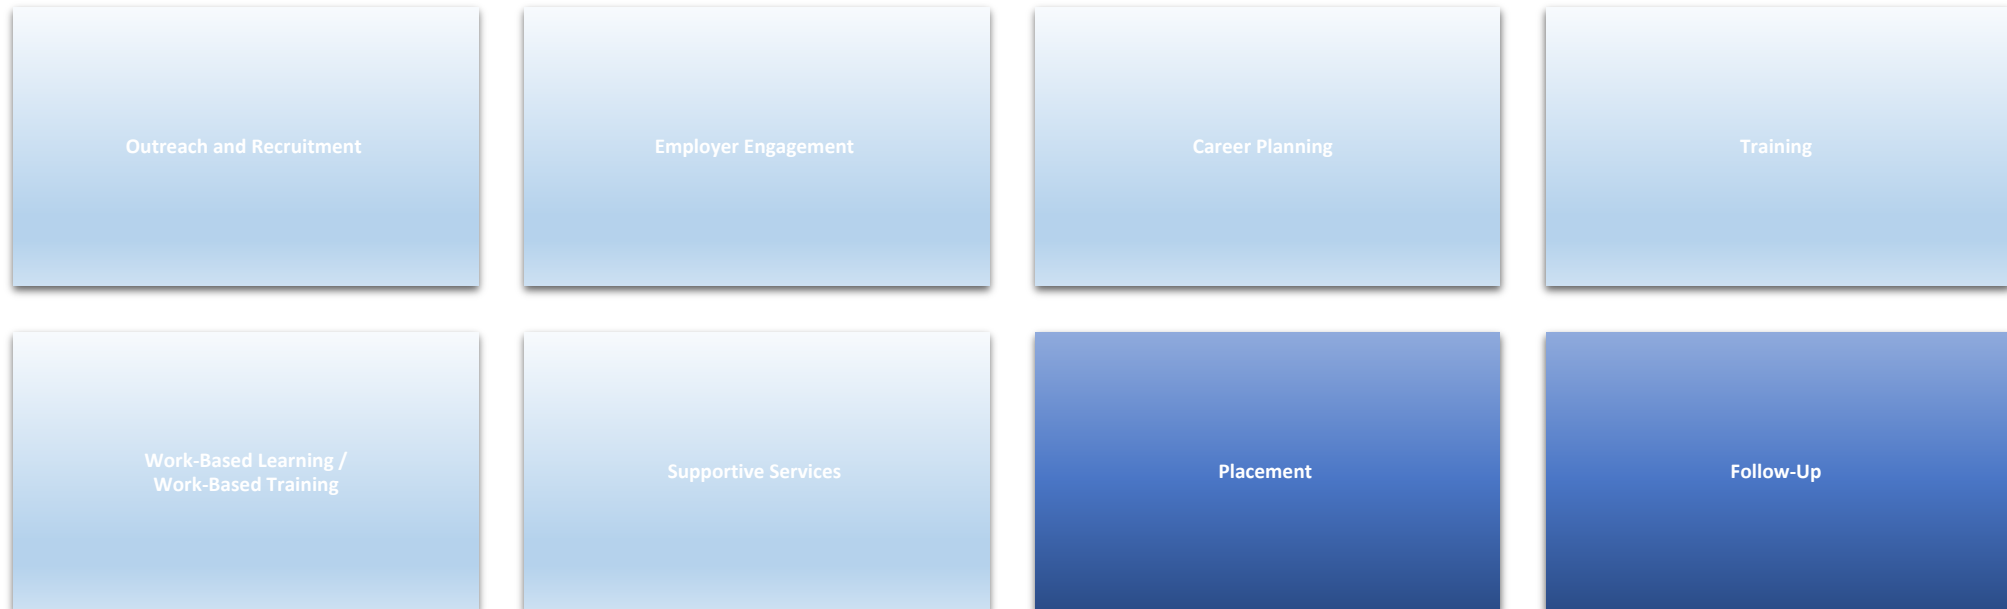 Outreach and Recruitment
Employer Engagement
Career Planning
Training
Work-Based Learning /
Work-Based Training
Supportive Services
Placement
Follow-Up